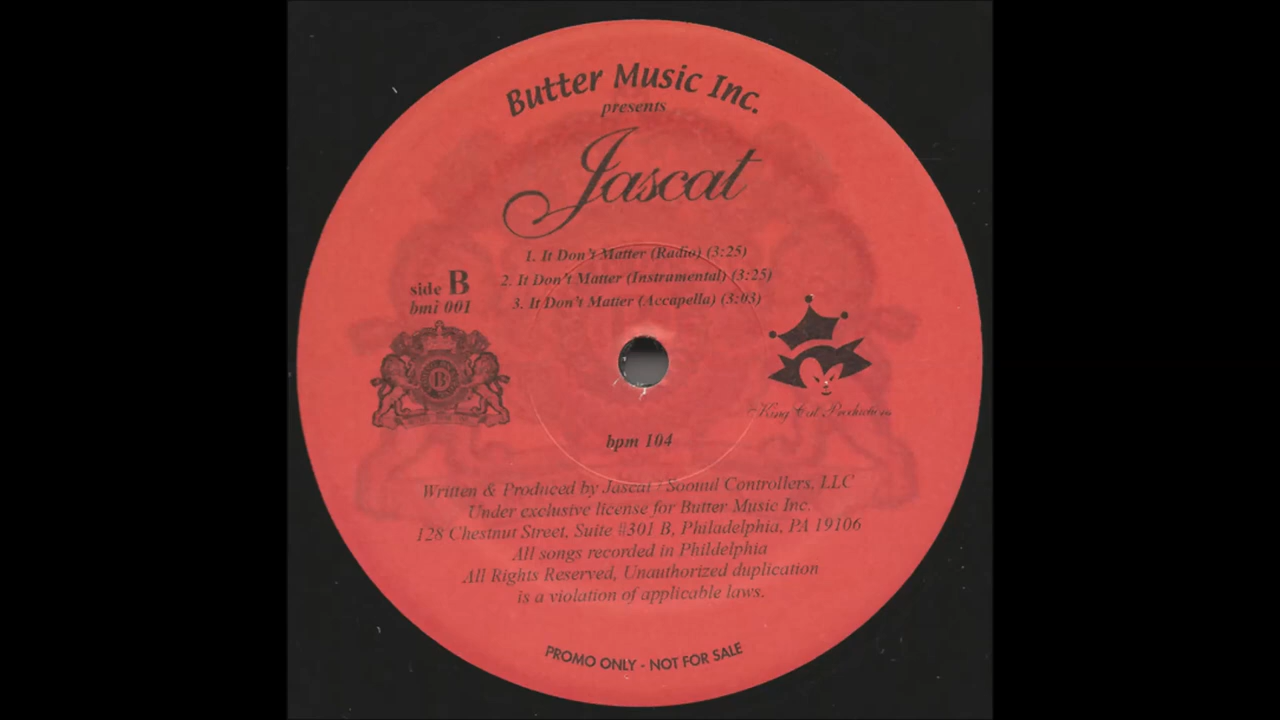 Butter Music Inc.
presents
Jascat
1. It Don't Matter (Radio) (3:25)
2. It Don't Matter (Instrumental) (3:25)
3. It Don't Matter (Accapella) (3:03)
side B
bmi 001
B
King Cat Productions
bpm 104
Written & Produced by Jascat / Soound Controllers, LLC
Under exclusive license for Butter Music Inc.
128 Chestnut Street, Suite #301 B, Philadelphia, PA 19106
All songs recorded in Phildelphia
All Rights Reserved, Unauthorized duplication
is a violation of applicable laws.
PROMO ONLY - NOT FOR SALE